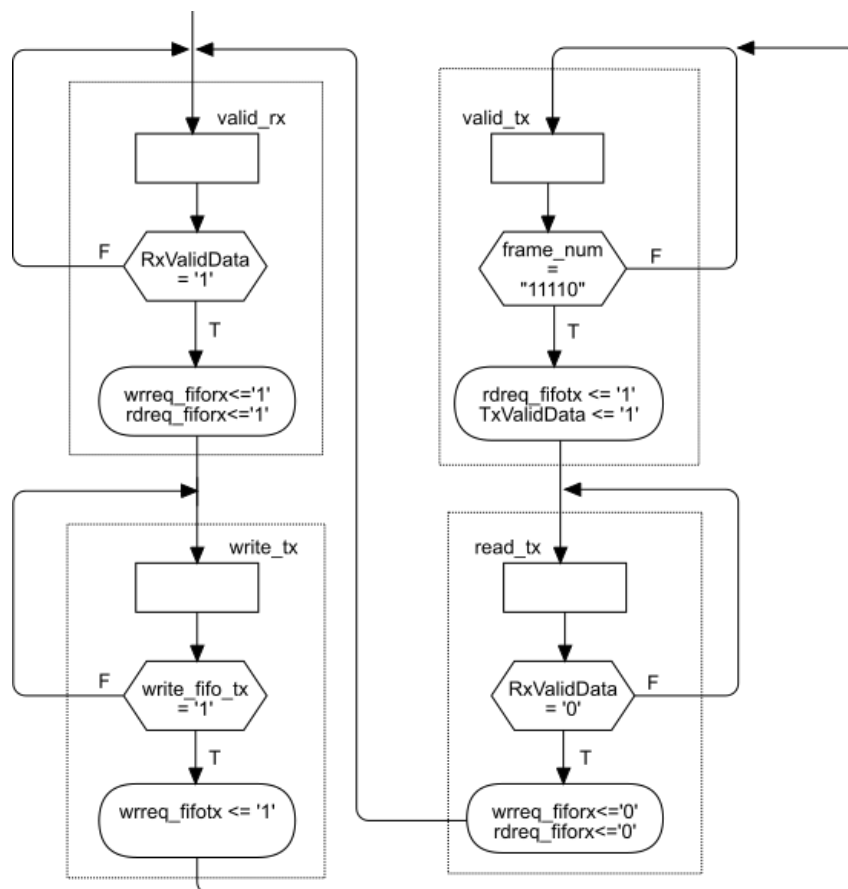 valid_rx
F
RxValidData
= '1'
T
wrreq_fiforx<='1'
rdreq_fiforx<='1'
write_tx
F
write_fifo_tx
= '1'
T
wrreq_fifotx <= '1'
valid_tx
frame_num
=
"11110"
F
T
rdreq_fifotx <= '1'
TxValidData <= '1'
read_tx
RxValidData
= '0'
F
T
wrreq_fiforx<='0'
rdreq_fiforx<='0'